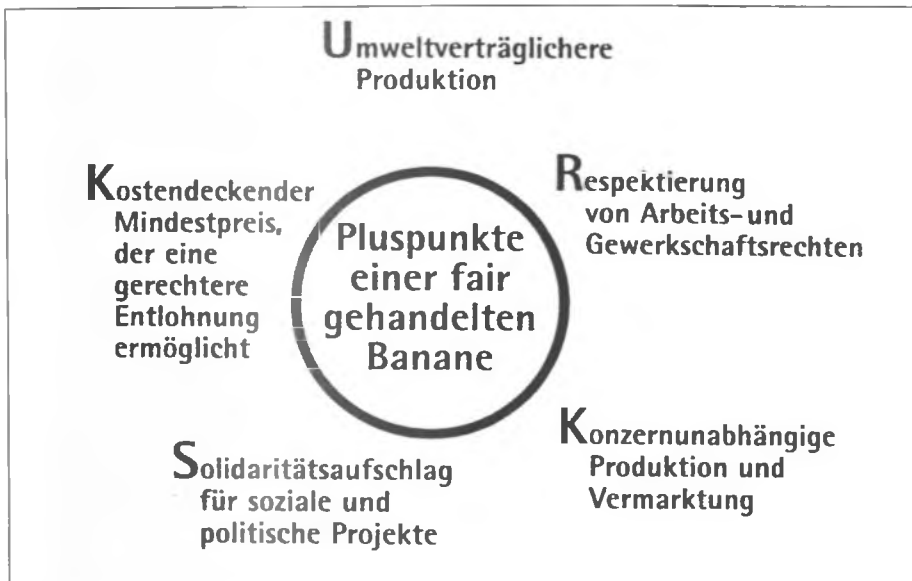 Umweltverträglichere
Produktion
Kostendeckender
Mindestpreis,
der eine
gerechtere
Entlohnung
ermöglicht
Respektierung
von Arbeits-und
Gewerkschaftsrechten
Pluspunkte
einer fair
gehandelten
Banane
Solidaritätsaufschlag
für soziale und
politische Projekte
Konzernunabhängige
Produktion und
Vermarktung